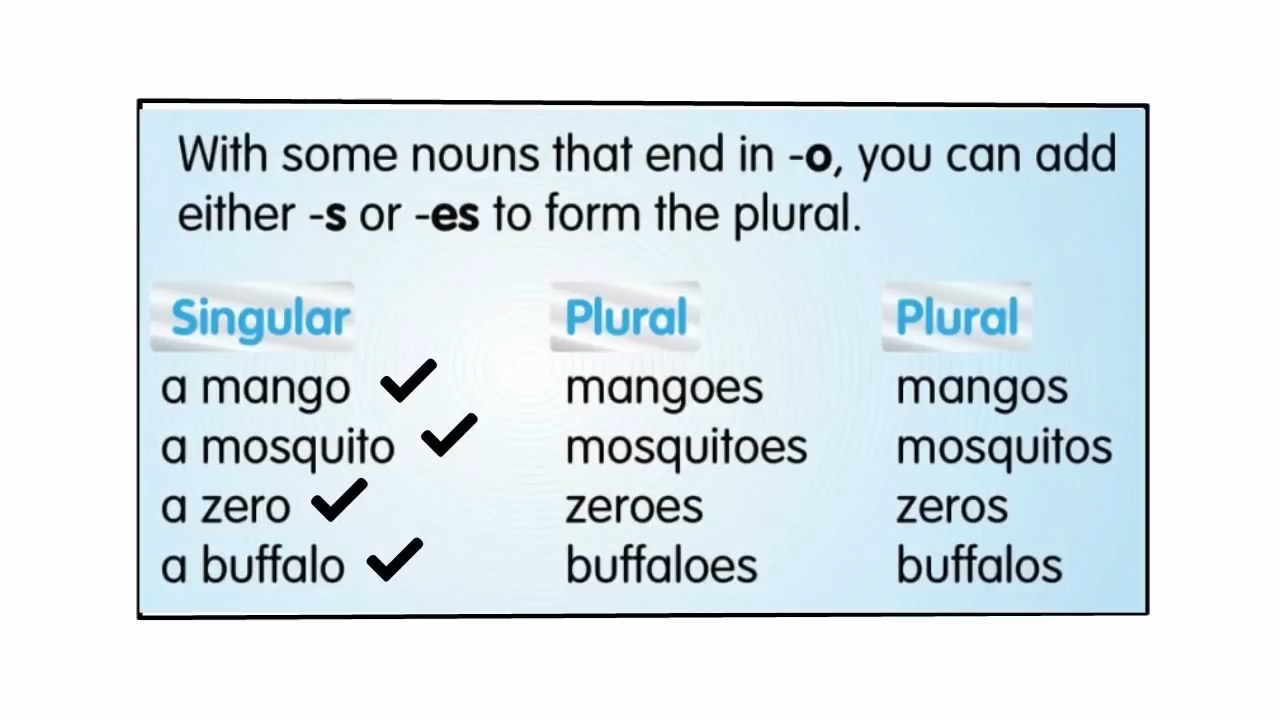 With some nouns that end in -o, you can add
either -s or -es to form the plural.
Singular Plural Plural
a mango ✔ mangoes mangos
a mosquito ✔ mosquitoes mosquitos
a zero ✔ zeroes zeros
a buffalo ✔ buffaloes buffalos